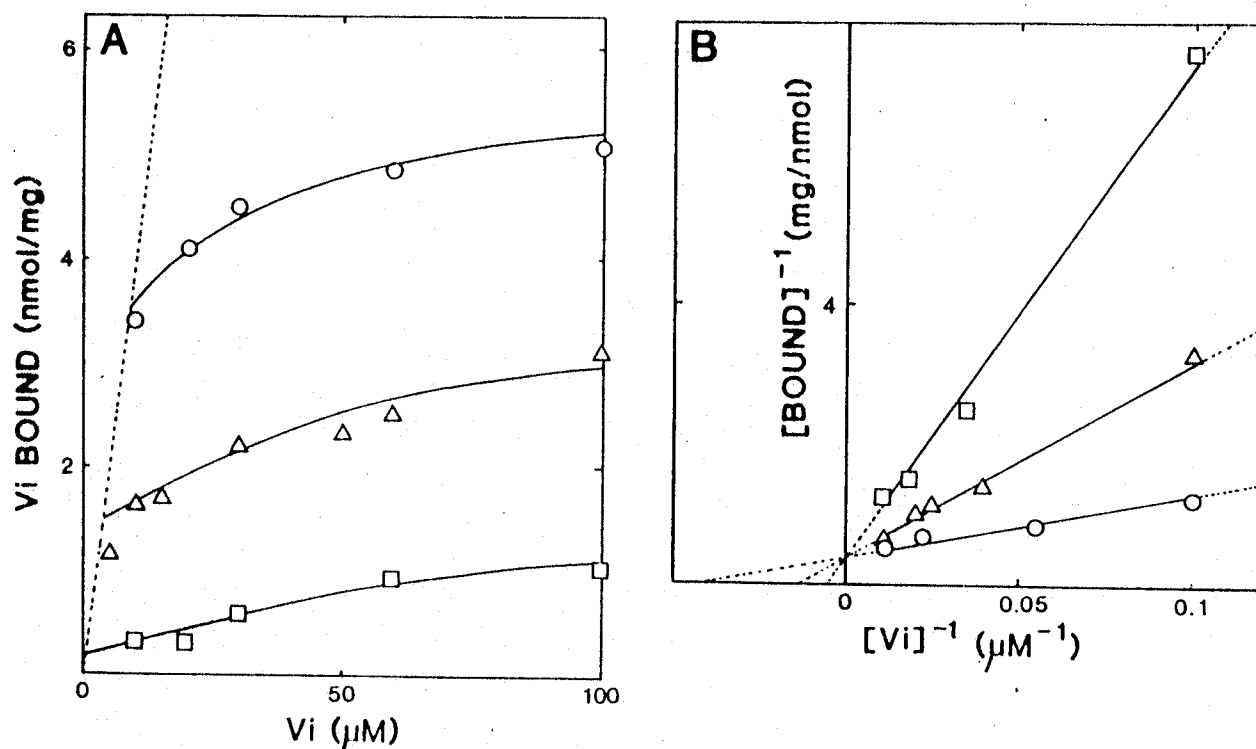 A
6
4
2
0
50
100
Vi BOUND (nmol/mg)
Vi (μM)
B
4
0
0.05
0.1
[BOUND]⁻¹ (mg/nmol)
[Vi]⁻¹ (μM⁻¹)